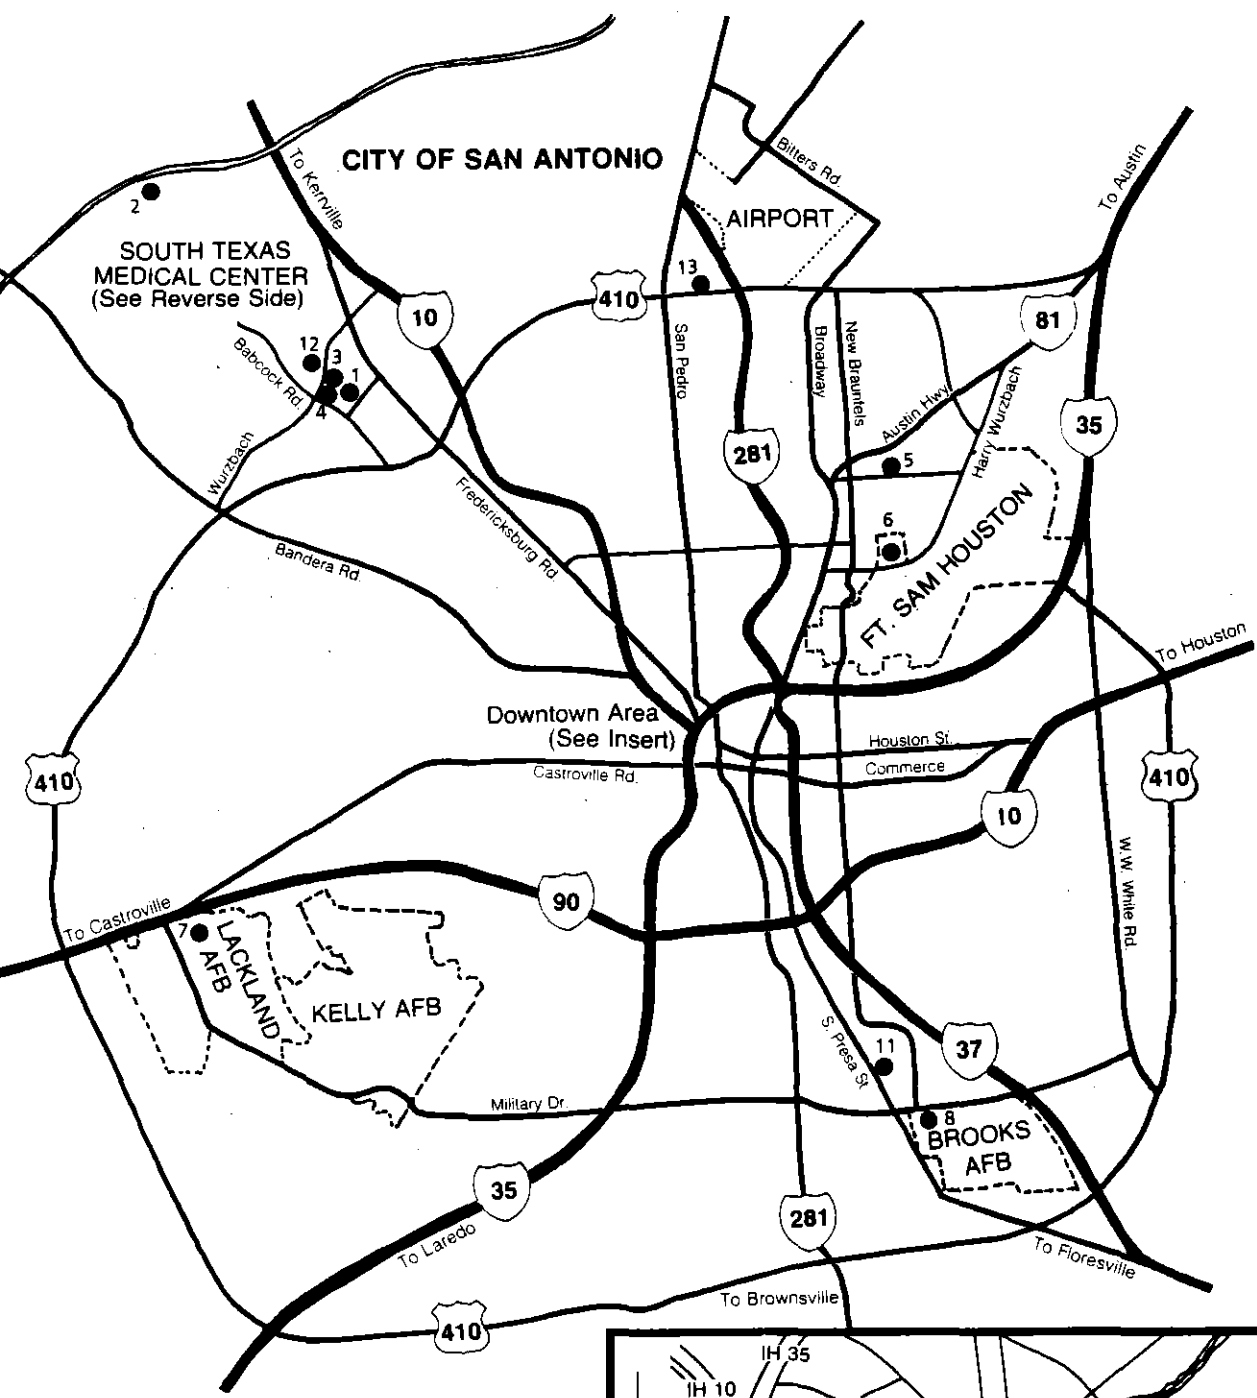 CITY OF SAN ANTONIO
To Kerrville
Bitters Rd.
To Austin
2
AIRPORT
SOUTH TEXAS
MEDICAL CENTER
(See Reverse Side)
13
410
10
81
San Pedro
Broadway
New Braunfels
12
3
1
4
Babcock Rd.
Austin Hwy
Harry Wurzbach
35
281
5
Wurzbach
Fredericksburg Rd.
6
FT. SAM HOUSTON
Bandera Rd.
To Houston
Downtown Area
(See Insert)
Houston St.
Commerce
Castroville Rd.
410
410
10
W.W. White Rd.
90
To Castroville
7
LACKLAND
AFB
KELLY AFB
S. Presa St
11
37
Military Dr.
8
BROOKS
AFB
35
281
To Laredo
To Floresville
To Brownsville
410
IH 35
IH 10